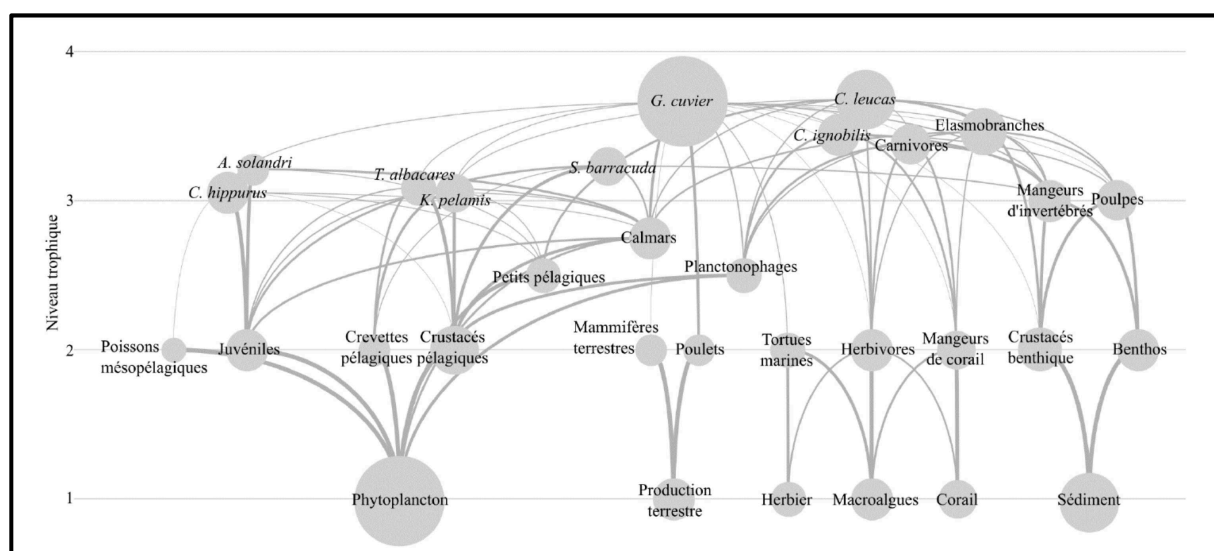 4
G. cuvier
C. leucas
Elasmobranches
C. ignobilis
Carnivores
A. solandri
T. albacares
S. barracuda
C. hippurus
K. pelamis
Mangeurs
d'invertébrés
Poulpes
3
Niveau trophique
Calmars
Petits pélagiques
Planctonophages
2
Poissons
mésopélagiques
Juvéniles
Crevettes
pélagiques
Crustacés
pélagiques
Mammifères
terrestres
Poulets
Tortues
marines
Herbivores
Mangeurs
de corail
Crustacés
benthique
Benthos
1
Phytoplancton
Production
terrestre
Herbier
Macroalgues
Corail
Sédiment